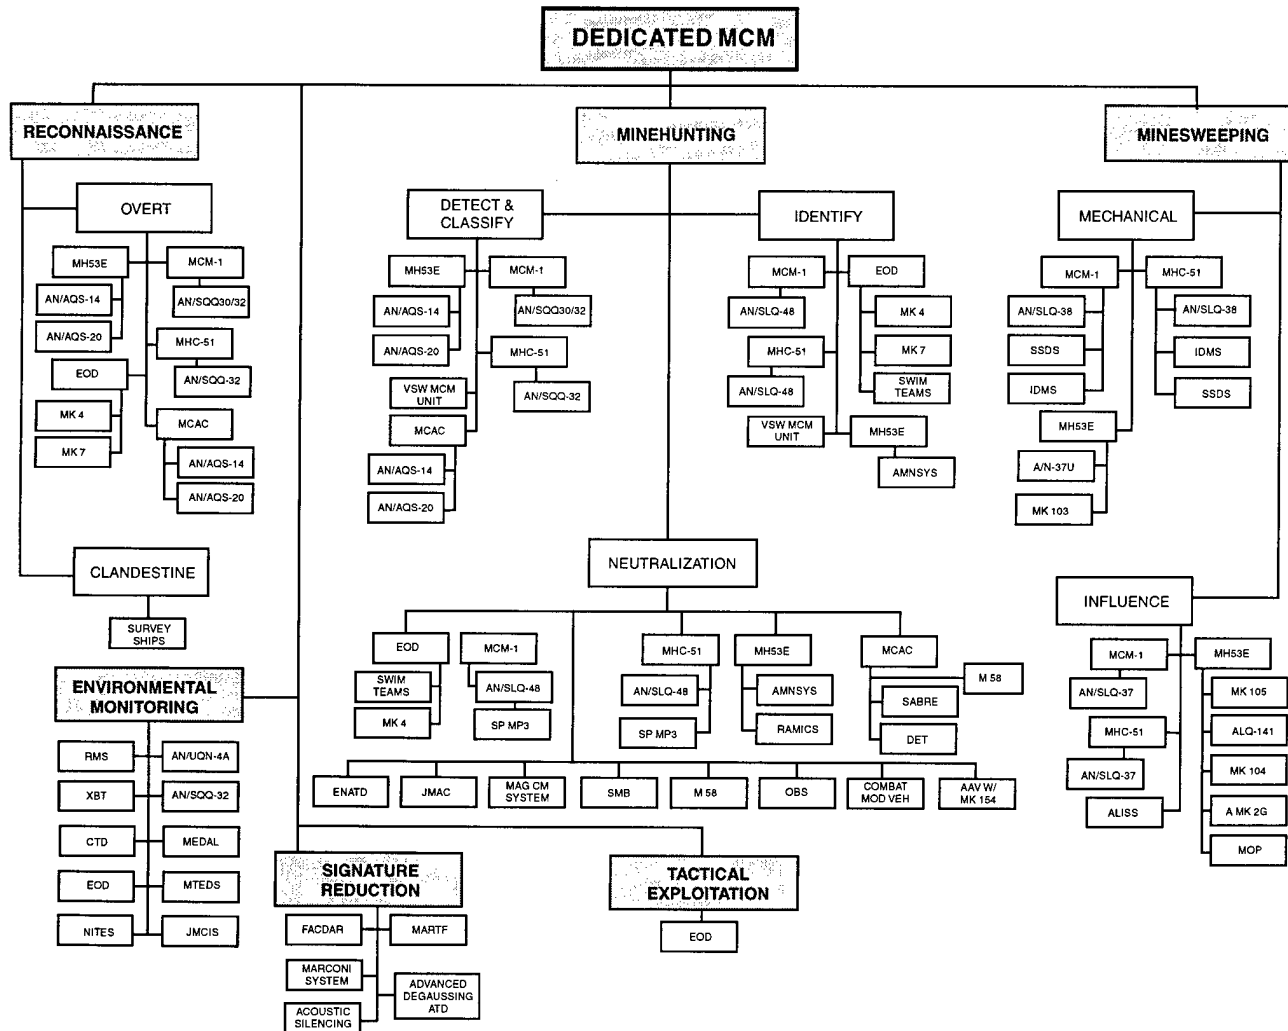 DEDICATED MCM
RECONNAISSANCE
MINEHUNTING
MINESWEEPING
OVERT
MH53E
MCM-1
AN/AQS-14
AN/SQQ30/32
AN/AQS-20
MHC-51
EOD
AN/SQQ-32
MK 4
MCAC
MK 7
AN/AQS-14
AN/AQS-20
CLANDESTINE
SURVEY
SHIPS
DETECT &
CLASSIFY
MH53E
MCM-1
AN/AQS-14
AN/SQQ30/32
AN/AQS-20
MHC-51
VSW MCM
UNIT
AN/SQQ-32
MCAC
AN/AQS-14
AN/AQS-20
IDENTIFY
MCM-1
EOD
AN/SLQ-48
MK 4
MHC-51
MK 7
AN/SLQ-48
SWIM
TEAMS
VSW MCM
UNIT
MH53E
AMNSYS
MECHANICAL
MCM-1
MHC-51
AN/SLQ-38
AN/SLQ-38
SSDS
IDMS
IDMS
SSDS
MH53E
A/N-37U
MK 103
NEUTRALIZATION
EOD
SWIM
TEAMS
MK 4
MCM-1
AN/SLQ-48
SP MP3
MHC-51
AN/SLQ-48
SP MP3
MH53E
AMNSYS
RAMICS
MCAC
M 58
SABRE
DET
ENATD
JMAC
MAG CM
SYSTEM
SMB
M 58
OBS
COMBAT
MOD VEH
AAV W/
MK 154
INFLUENCE
MCM-1
MH53E
AN/SLQ-37
MK 105
MHC-51
ALQ-141
AN/SLQ-37
MK 104
ALISS
A MK 2G
MOP
ENVIRONMENTAL
MONITORING
RMS
AN/UQN-4A
XBT
AN/SQQ-32
CTD
MEDAL
EOD
MTEDS
NITES
JMCIS
SIGNATURE
REDUCTION
FACDAR
MARTF
MARCONI
SYSTEM
ADVANCED
DEGAUSSING
ATD
ACOUSTIC
SILENCING
TACTICAL
EXPLOITATION
EOD